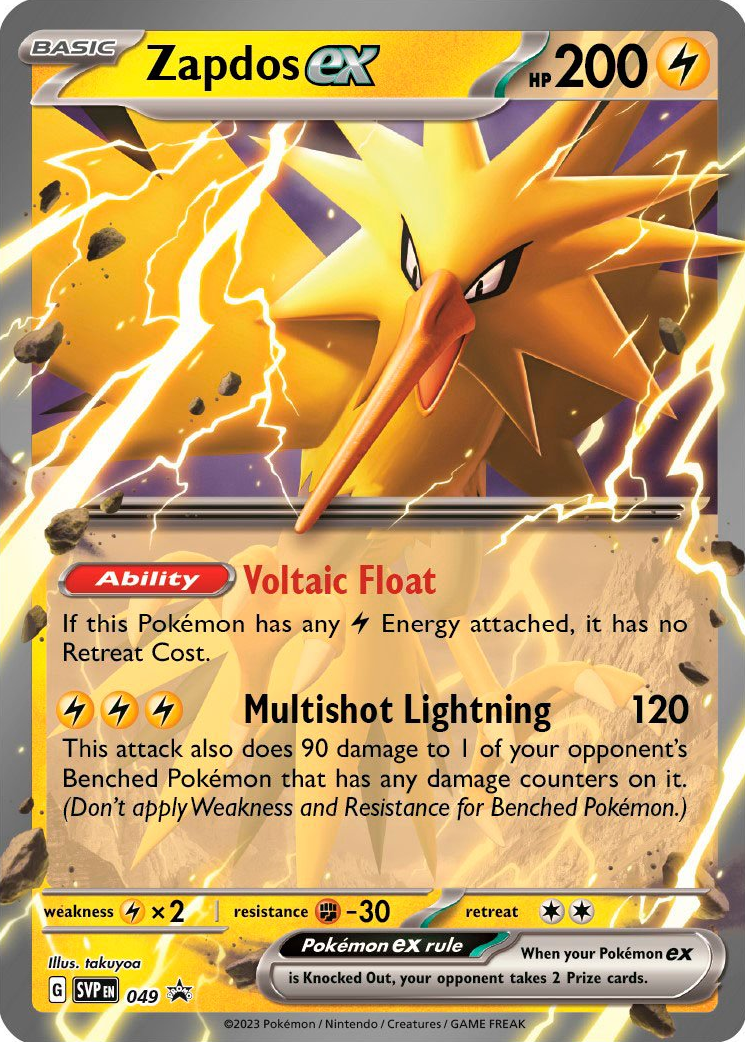 BASIC Zapdos ex HP 200
Ability Voltaic Float
If this Pokémon has any Energy attached, it has no
Retreat Cost.
Multishot Lightning 120
This attack also does 90 damage to 1 of your opponent's
Benched Pokémon that has any damage counters on it.
(Don't apply Weakness and Resistance for Benched Pokémon.)
weakness ×2 resistance -30 retreat
Illus. takuyoa
Pokémon ex rule When your Pokémon ex
is Knocked Out, your opponent takes 2 Prize cards.
G SVP EN 049
©2023 Pokémon / Nintendo / Creatures / GAME FREAK